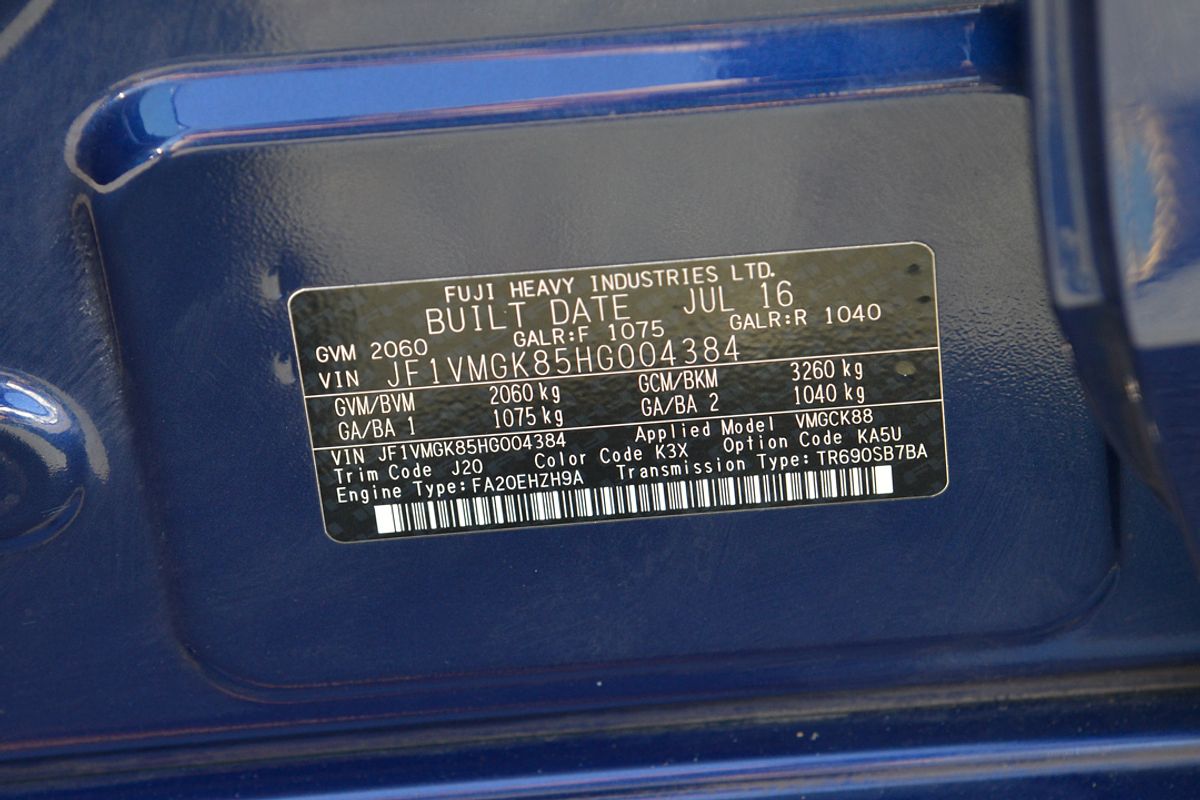 FUJI HEAVY INDUSTRIES LTD.
BUILT DATE JUL 16
GVM 2060 GALR:F 1075 GALR:R 1040
VIN JF1VMGK85HG004384
GVM/BVM 2060 kg GCM/BKM 3260 kg
GA/BA 1 1075 kg GA/BA 2 1040 kg
VIN JF1VMGK85HG004384 Applied Model VMGCK88
Trim Code J20 Color Code K3X Option Code KA5U
Engine Type:FA20EHZH9A Transmission Type:TR690SB7BA